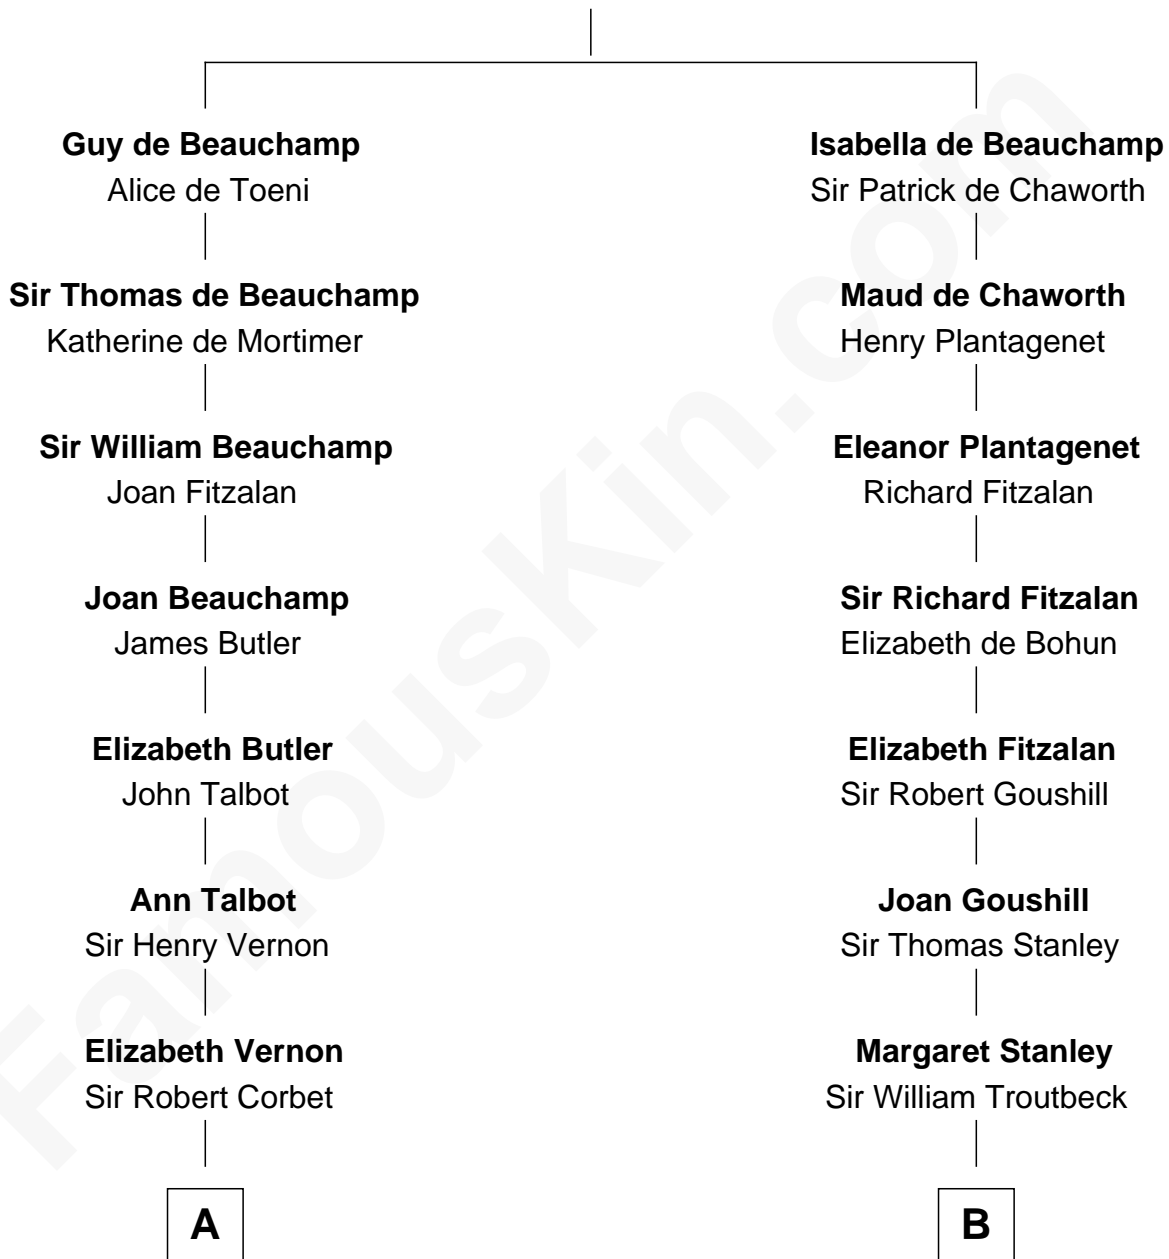 Guy de Beauchamp
Alice de Toeni
Sir Thomas de Beauchamp
Katherine de Mortimer
Sir William Beauchamp
Joan Fitzalan
Joan Beauchamp
James Butler
Elizabeth Butler
John Talbot
Ann Talbot
Sir Henry Vernon
Elizabeth Vernon
Sir Robert Corbet
A
Isabella de Beauchamp
Sir Patrick de Chaworth
Maud de Chaworth
Henry Plantagenet
Eleanor Plantagenet
Richard Fitzalan
Sir Richard Fitzalan
Elizabeth de Bohun
Elizabeth Fitzalan
Sir Robert Goushill
Joan Goushill
Sir Thomas Stanley
Margaret Stanley
Sir William Troutbeck
B
FamousKin.com